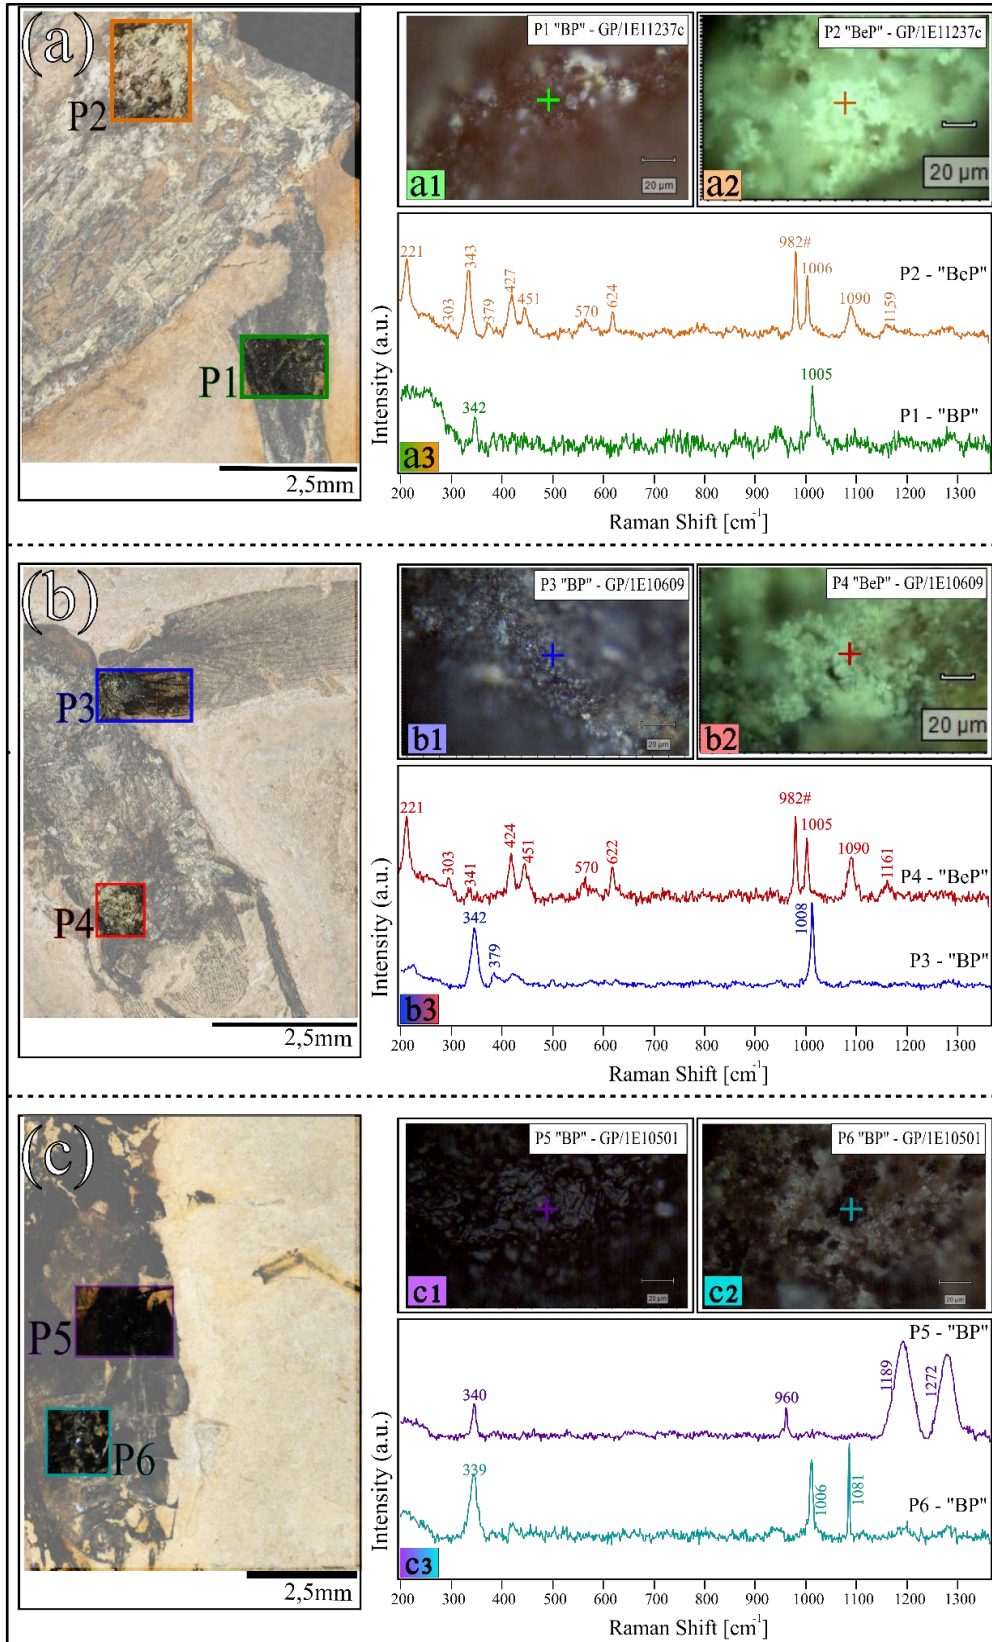 (a)
P2
P1
2,5mm
P1 "BP" - GP/1E11237c
20 µm
a1
P2 "BeP" - GP/1E11237c
20 µm
a2
Intensity (a.u.)
221
303
343
379
427
451
570
624
982#
1006
1090
1159
P2 - "BeP"
342
1005
P1 - "BP"
a3
200 300 400 500 600 700 800 900 1000 1100 1200 1300
Raman Shift [cm⁻¹]
(b)
P3
P4
2,5mm
P3 "BP" - GP/1E10609
20 µm
b1
P4 "BeP" - GP/1E10609
20 µm
b2
Intensity (a.u.)
221
303
341
424
451
570
622
982#
1005
1090
1161
P4 - "BeP"
342
379
1008
P3 - "BP"
b3
200 300 400 500 600 700 800 900 1000 1100 1200 1300
Raman Shift [cm⁻¹]
(c)
P5
P6
2,5mm
P5 "BP" - GP/1E10501
20 µm
c1
P6 "BP" - GP/1E10501
20 µm
c2
Intensity (a.u.)
P5 - "BP"
340
960
1189
1272
339
1006
1081
P6 - "BP"
c3
200 300 400 500 600 700 800 900 1000 1100 1200 1300
Raman Shift [cm⁻¹]